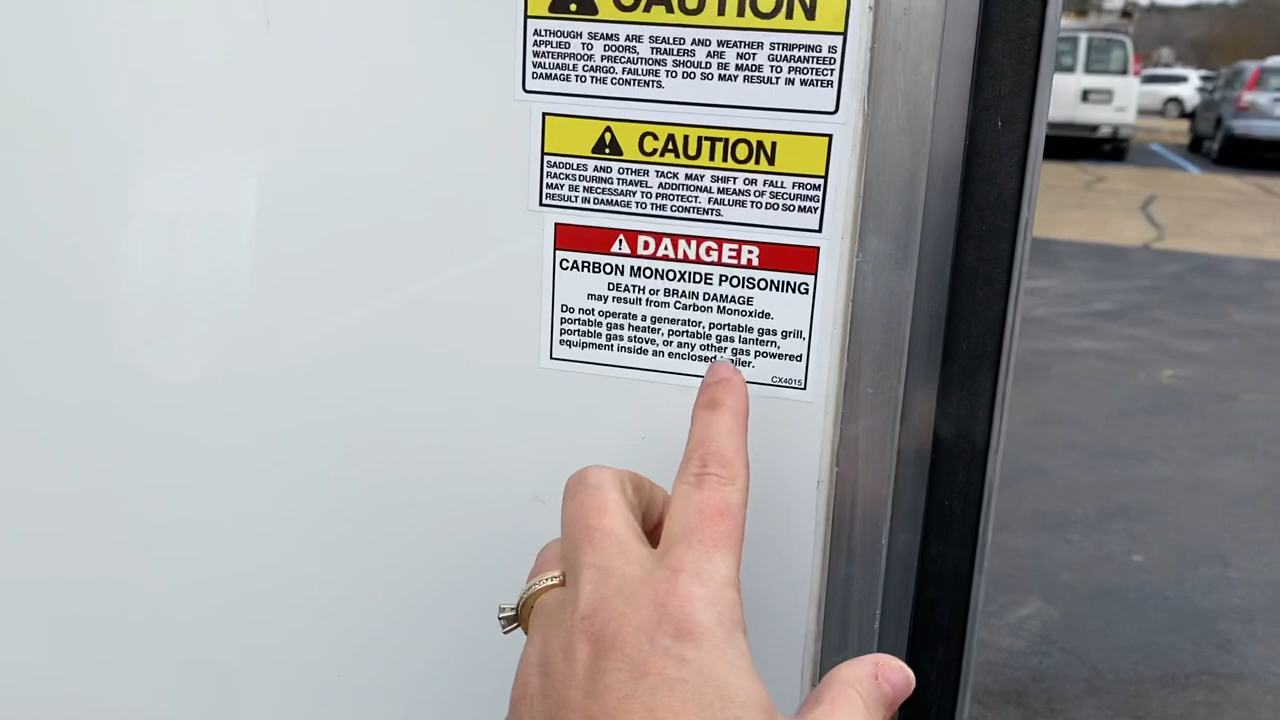 CAUTION
ALTHOUGH SEAMS ARE SEALED AND WEATHER STRIPPING IS
APPLIED TO DOORS, TRAILERS ARE NOT GUARANTEED
WATERPROOF. PRECAUTIONS SHOULD BE MADE TO PROTECT
VALUABLE CARGO. FAILURE TO DO SO MAY RESULT IN WATER
DAMAGE TO THE CONTENTS.
CAUTION
SADDLES AND OTHER TACK MAY SHIFT OR FALL FROM
RACKS DURING TRAVEL. ADDITIONAL MEANS OF SECURING
MAY BE NECESSARY TO PROTECT. FAILURE TO DO SO MAY
RESULT IN DAMAGE TO THE CONTENTS.
DANGER
CARBON MONOXIDE POISONING
DEATH or BRAIN DAMAGE
may result from Carbon Monoxide.
Do not operate a generator, portable gas grill,
portable gas heater, portable gas lantern,
portable gas stove, or any other gas powered
equipment inside an enclosed trailer.
CX4015